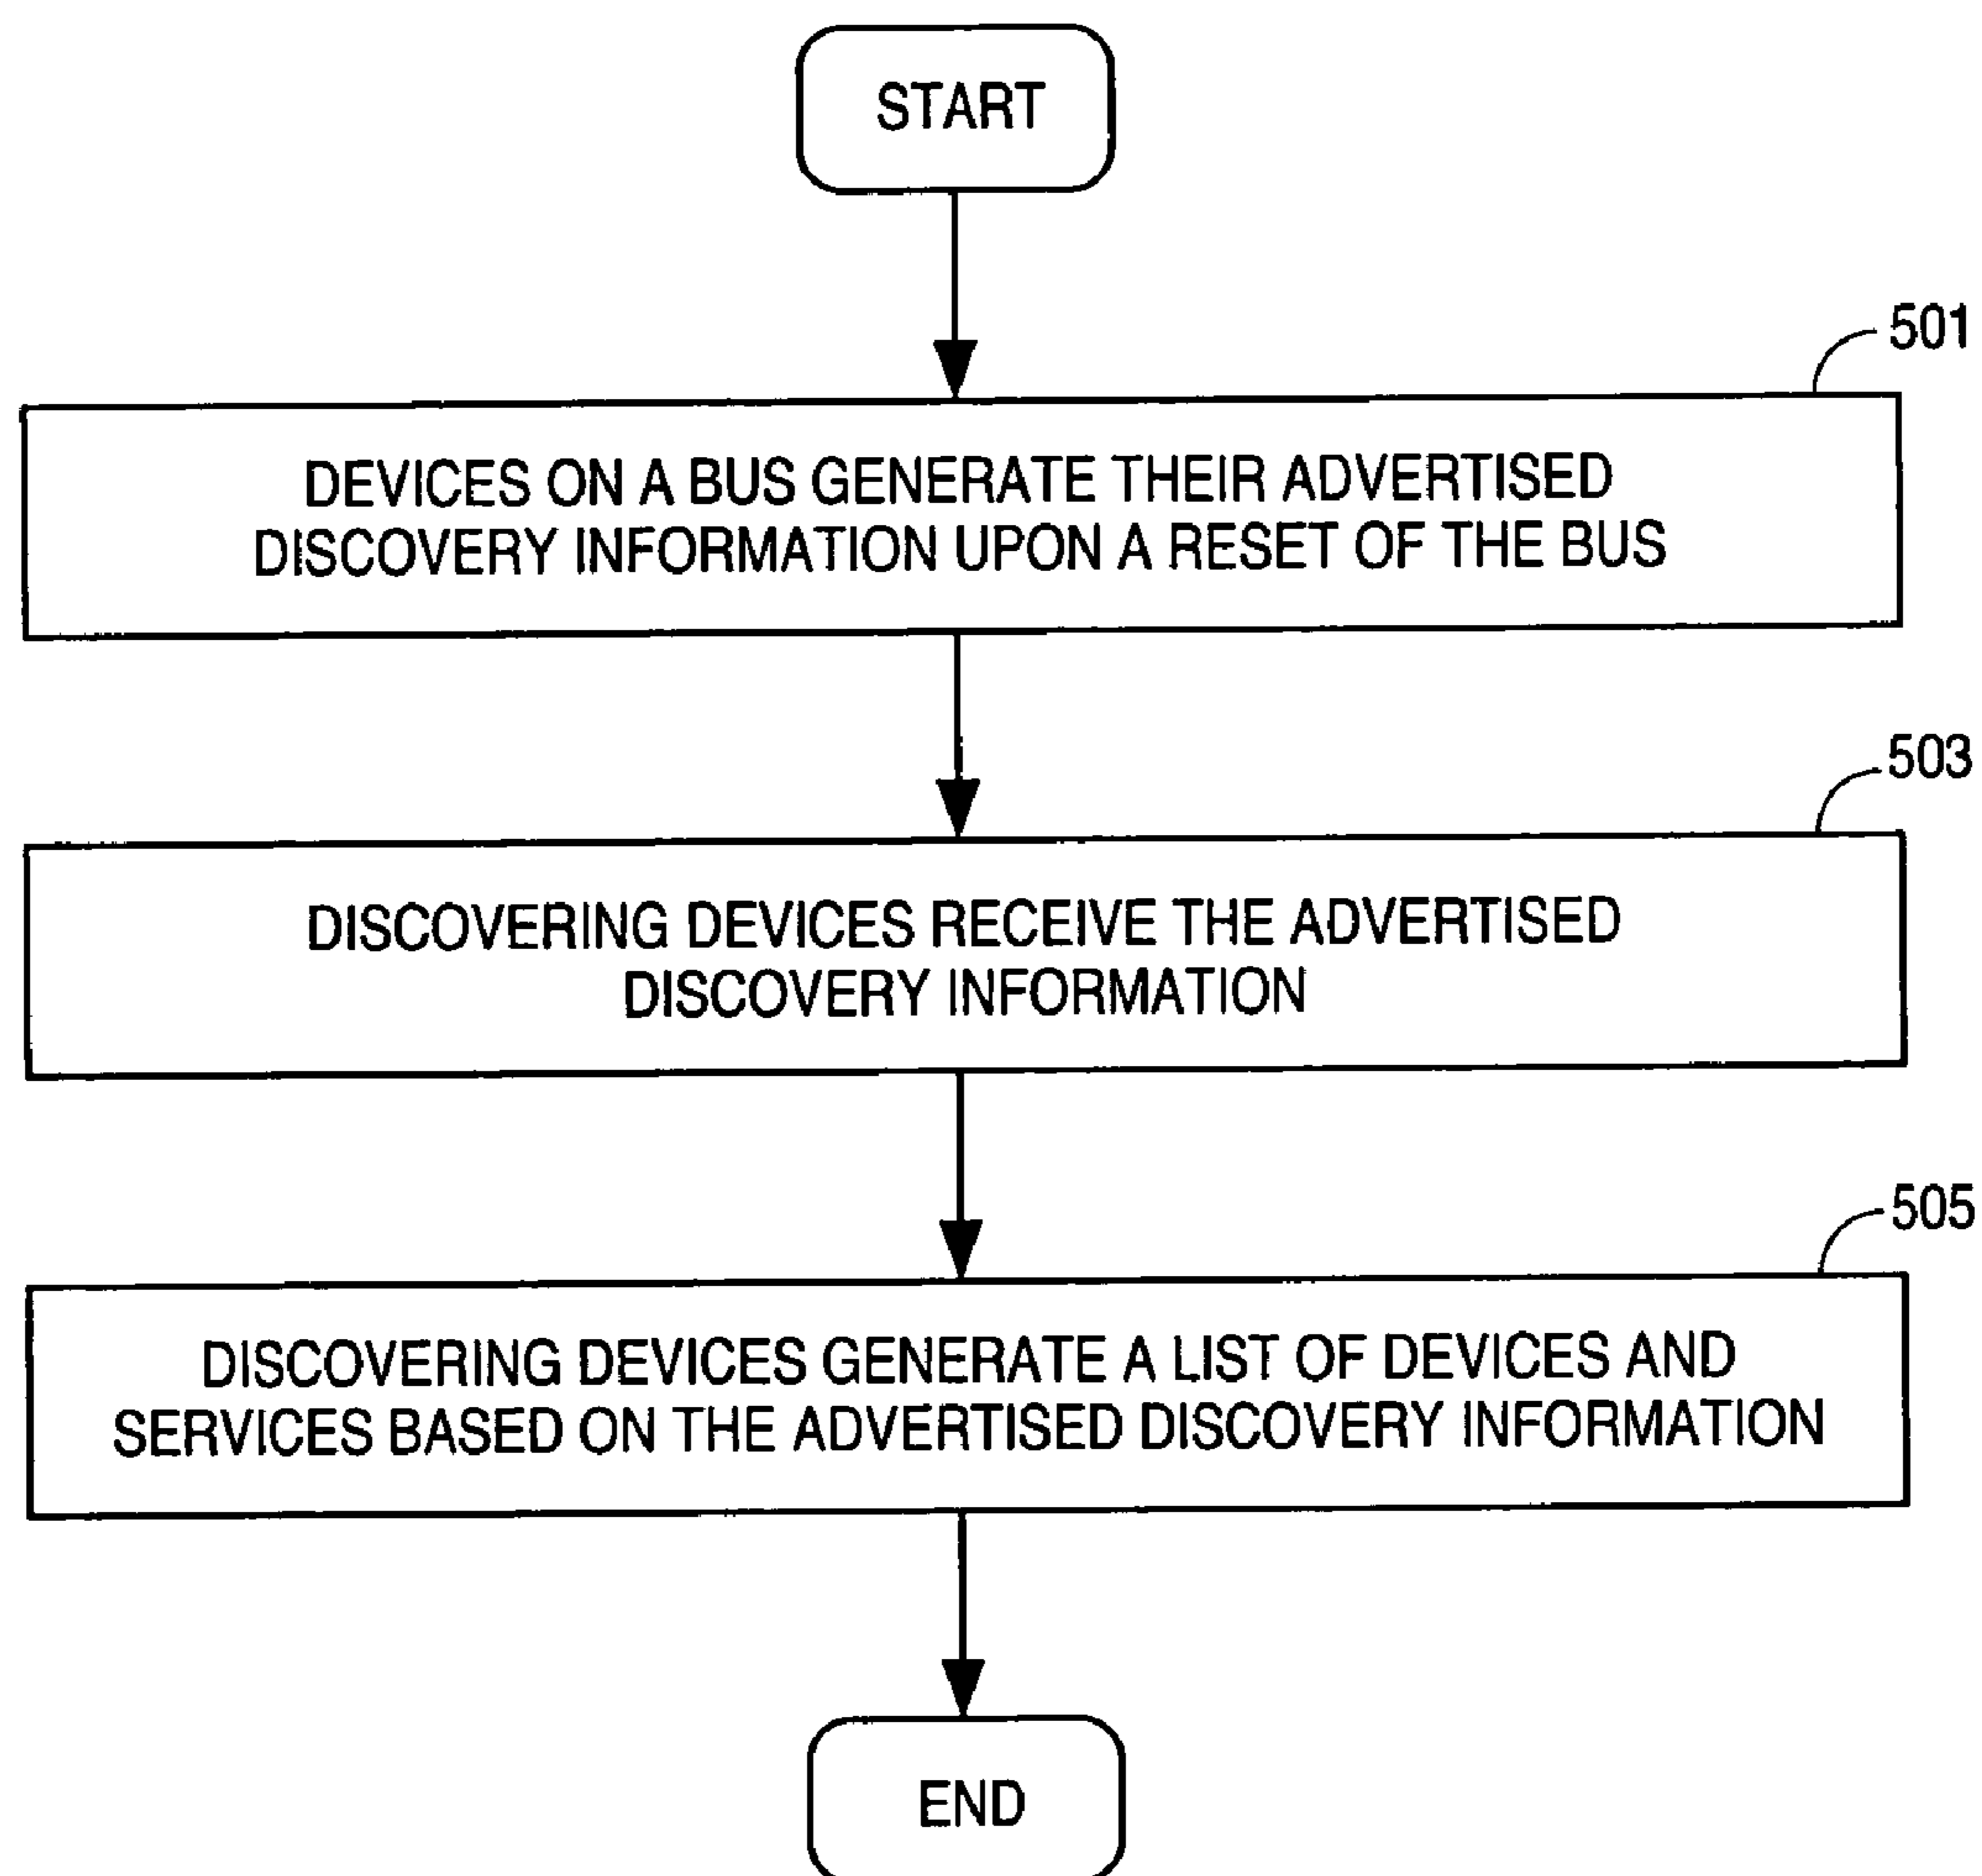 START
501
DEVICES ON A BUS GENERATE THEIR ADVERTISED
DISCOVERY INFORMATION UPON A RESET OF THE BUS
503
DISCOVERING DEVICES RECEIVE THE ADVERTISED
DISCOVERY INFORMATION
505
DISCOVERING DEVICES GENERATE A LIST OF DEVICES AND
SERVICES BASED ON THE ADVERTISED DISCOVERY INFORMATION
END